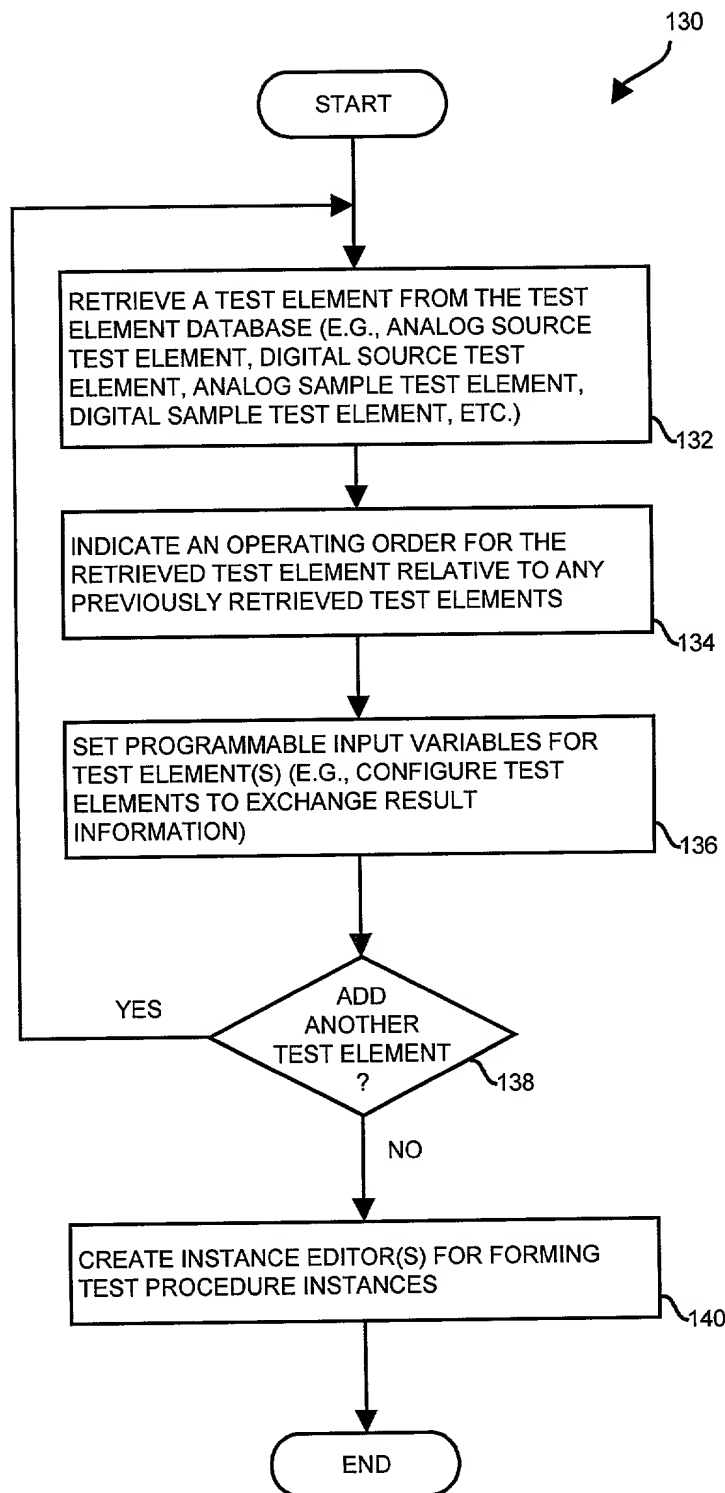 130
START
RETRIEVE A TEST ELEMENT FROM THE TEST
ELEMENT DATABASE (E.G., ANALOG SOURCE
TEST ELEMENT, DIGITAL SOURCE TEST
ELEMENT, ANALOG SAMPLE TEST ELEMENT,
DIGITAL SAMPLE TEST ELEMENT, ETC.)
132
INDICATE AN OPERATING ORDER FOR THE
RETRIEVED TEST ELEMENT RELATIVE TO ANY
PREVIOUSLY RETRIEVED TEST ELEMENTS
134
SET PROGRAMMABLE INPUT VARIABLES FOR
TEST ELEMENT(S) (E.G., CONFIGURE TEST
ELEMENTS TO EXCHANGE RESULT
INFORMATION)
136
YES
ADD
ANOTHER
TEST ELEMENT
?
138
NO
CREATE INSTANCE EDITOR(S) FOR FORMING
TEST PROCEDURE INSTANCES
140
END